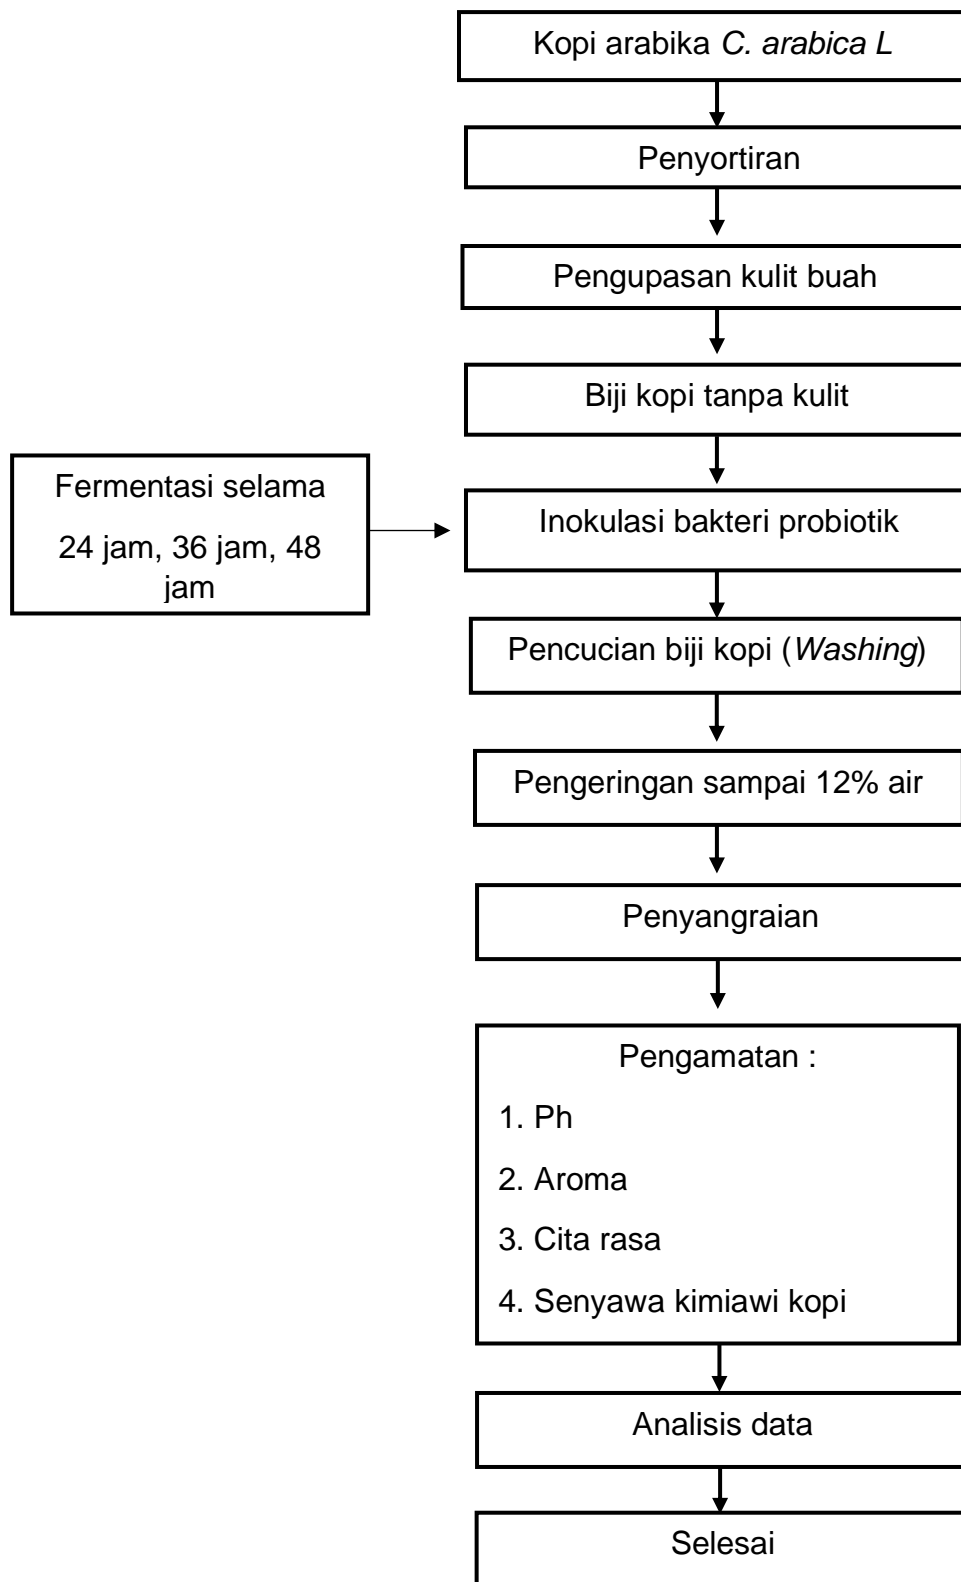 Kopi arabika C. arabica L
Penyortiran
Pengupasan kulit buah
Biji kopi tanpa kulit
Fermentasi selama
24 jam, 36 jam, 48
jam
Inokulasi bakteri probiotik
Pencucian biji kopi (Washing)
Pengeringan sampai 12% air
Penyangraian
Pengamatan :
1. Ph
2. Aroma
3. Cita rasa
4. Senyawa kimiawi kopi
Analisis data
Selesai